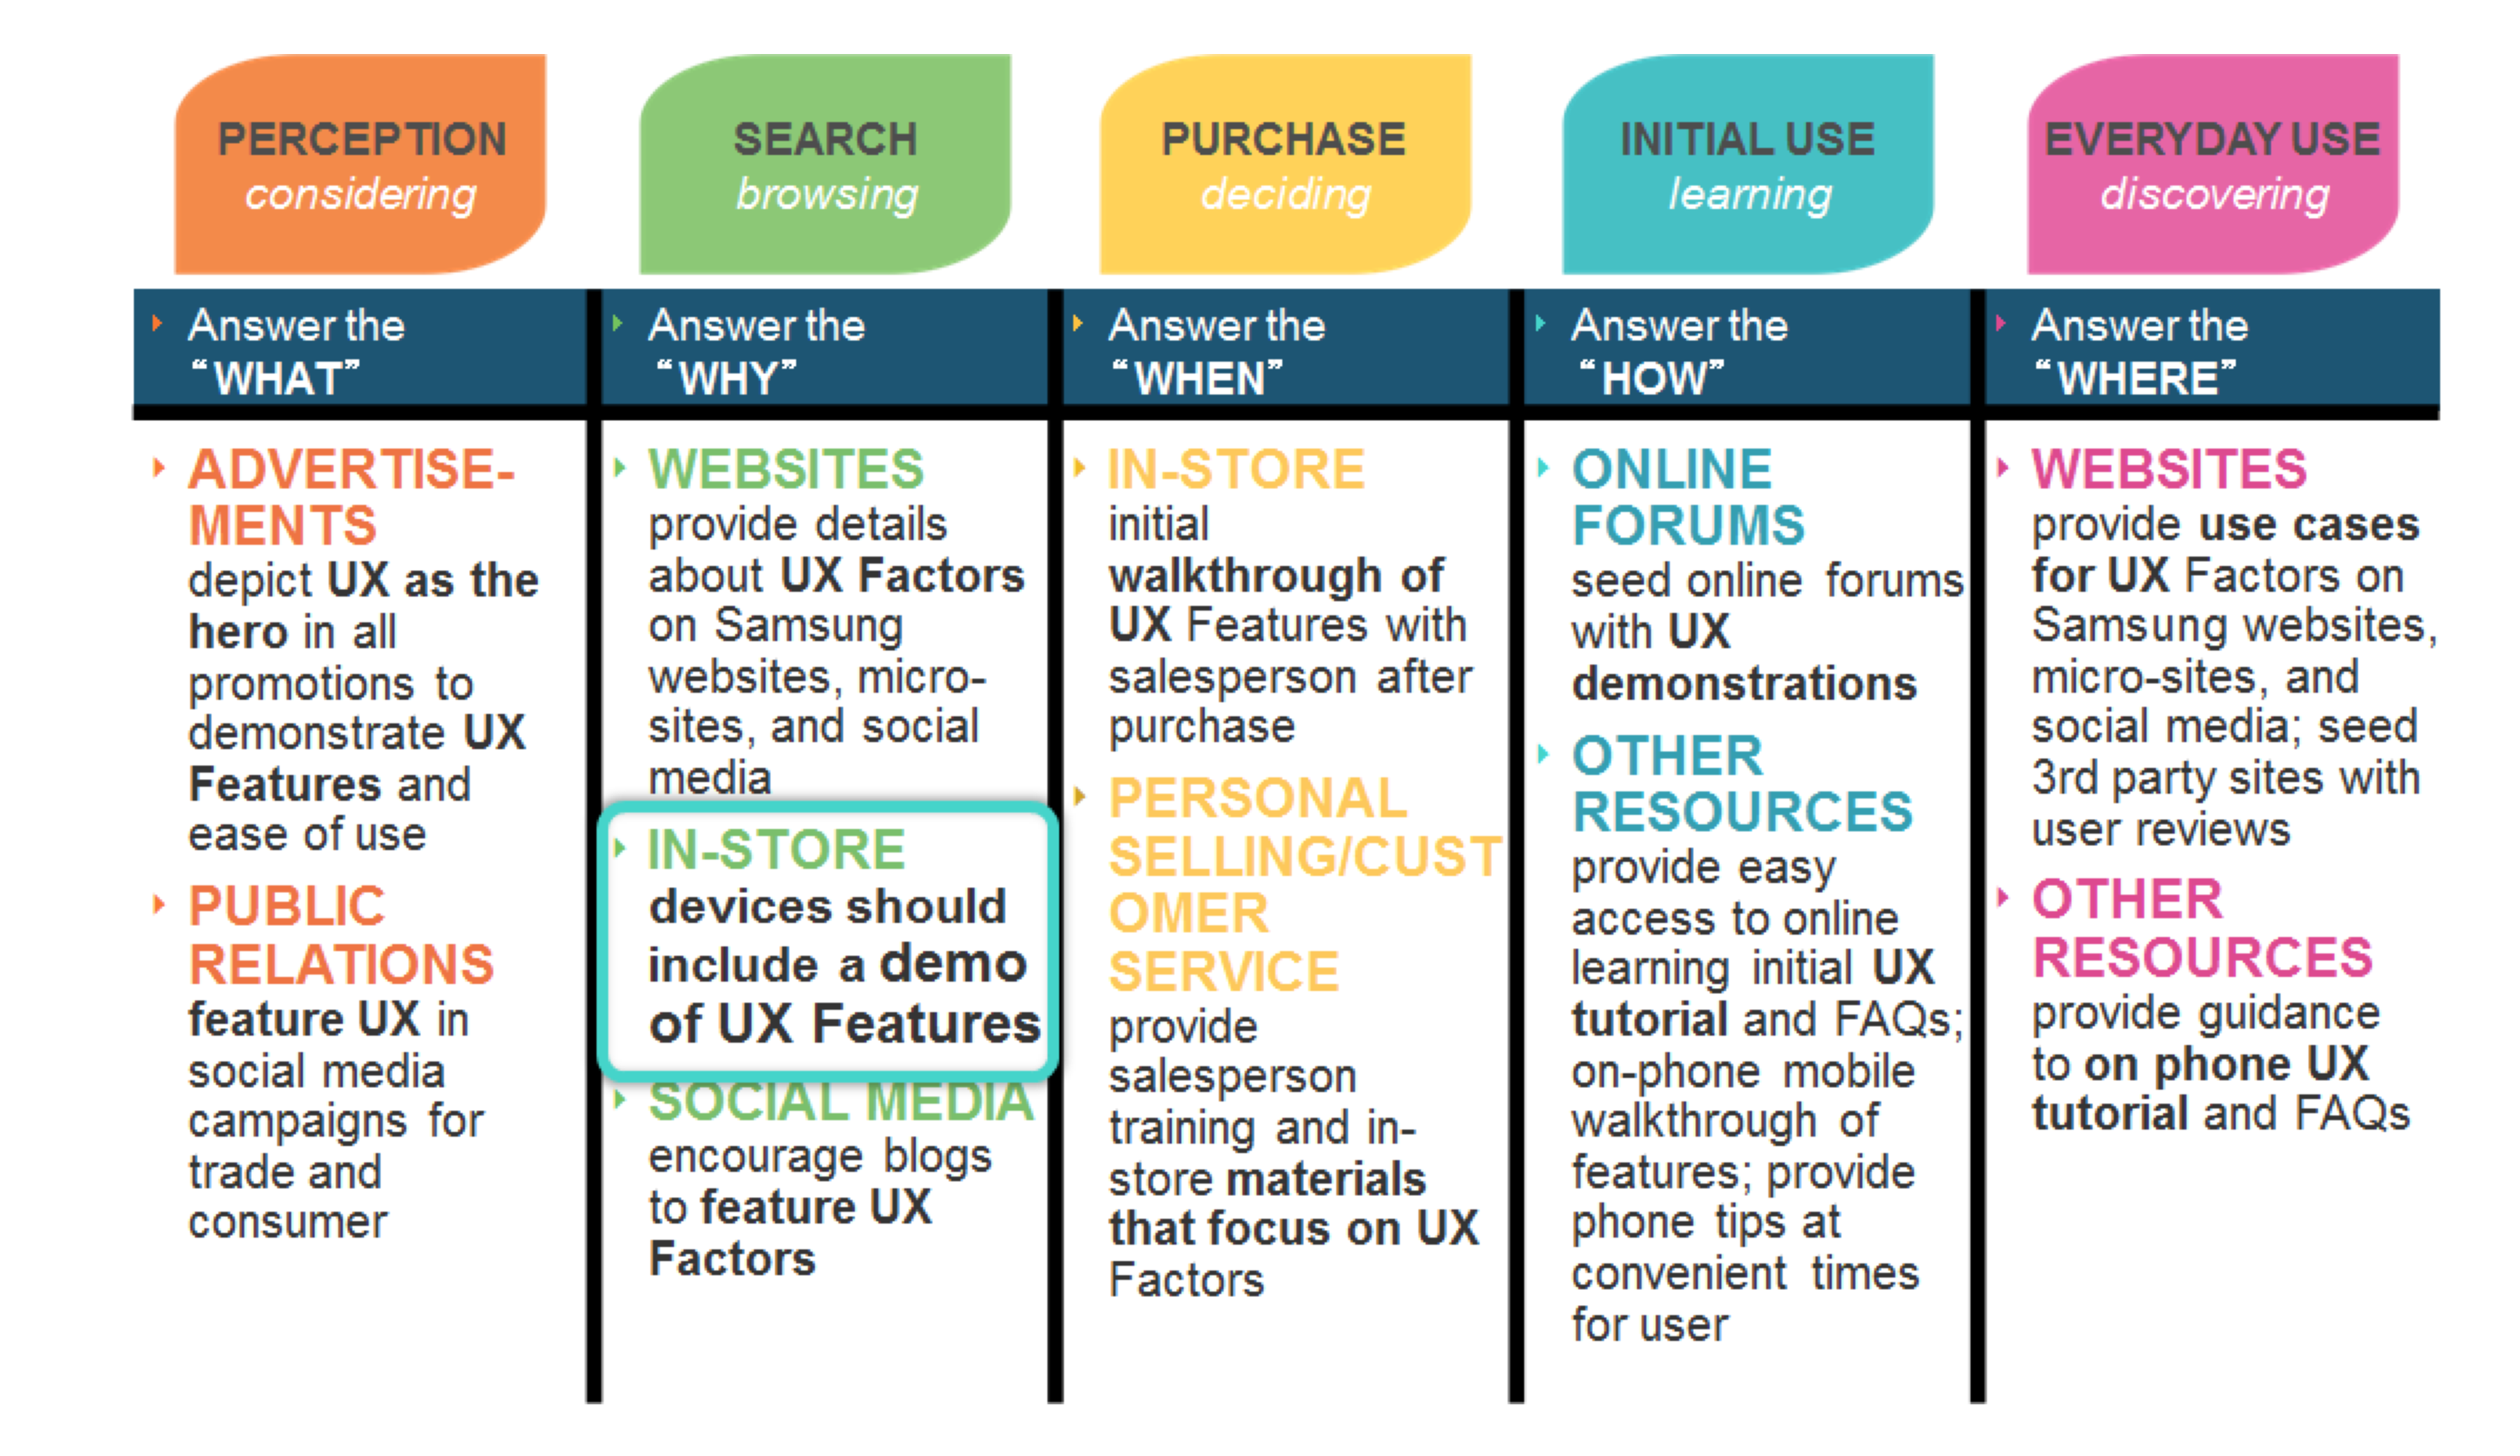 PERCEPTION
considering
SEARCH
browsing
PURCHASE
deciding
INITIAL USE
learning
EVERYDAY USE
discovering
Answer the
“WHAT”
Answer the
“WHY”
Answer the
“WHEN”
Answer the
“HOW”
Answer the
“WHERE”
ADVERTISE-
MENTS
depict UX as the
hero in all
promotions to
demonstrate UX
Features and
ease of use
PUBLIC
RELATIONS
feature UX in
social media
campaigns for
trade and
consumer
WEBSITES
provide details
about UX Factors
on Samsung
websites, micro-
sites, and social
media
IN-STORE
devices should
include a demo
of UX Features
SOCIAL MEDIA
encourage blogs
to feature UX
Factors
IN-STORE
initial
walkthrough of
UX Features with
salesperson after
purchase
PERSONAL
SELLING/CUST
OMER
SERVICE
provide
salesperson
training and in-
store materials
that focus on UX
Factors
ONLINE
FORUMS
seed online forums
with UX
demonstrations
OTHER
RESOURCES
provide easy
access to online
learning initial UX
tutorial and FAQs;
on-phone mobile
walkthrough of
features; provide
phone tips at
convenient times
for user
WEBSITES
provide use cases
for UX Factors on
Samsung websites,
micro-sites, and
social media; seed
3rd party sites with
user reviews
OTHER
RESOURCES
provide guidance
to on phone UX
tutorial and FAQs